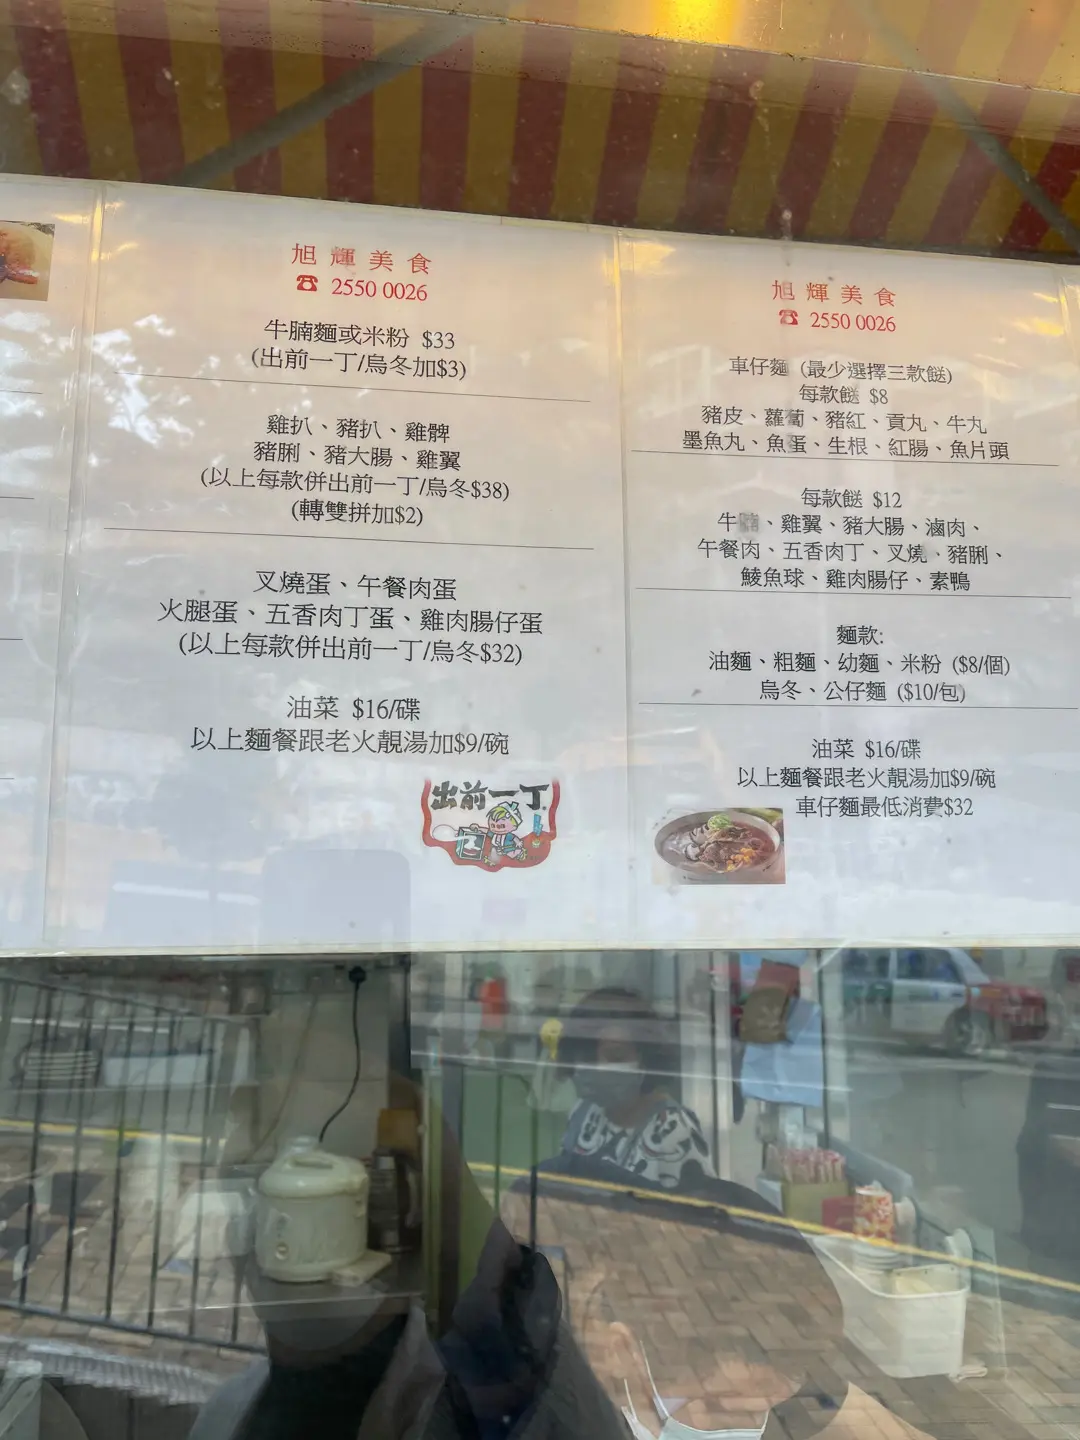 旭輝美食
☎ 2550 0026
牛腩麵或米粉 $33
(出前一丁/烏冬加$3)
雞扒、豬扒、雞髀
豬脷、豬大腸、雞翼
(以上每款併出前一丁/烏冬$38)
(轉雙拼加$2)
叉燒蛋、午餐肉蛋
火腿蛋、五香肉丁蛋、雞肉腸仔蛋
(以上每款併出前一丁/烏冬$32)
油菜 $16/碟
以上麵餐跟老火靚湯加$9/碗
出前一丁
旭輝美食
☎ 2550 0026
車仔麵 (最少選擇三款餸)
每款餸 $8
豬皮、蘿蔔、豬紅、貢丸、牛丸
墨魚丸、魚蛋、生根、紅腸、魚片頭
每款餸 $12
牛腩、雞翼、豬大腸、滷肉、
午餐肉、五香肉丁、叉燒、豬脷、
鯪魚球、雞肉腸仔、素鴨
麵款:
油麵、粗麵、幼麵、米粉 ($8/個)
烏冬、公仔麵 ($10/包)
油菜 $16/碟
以上麵餐跟老火靚湯加$9/碗
車仔麵最低消費$32